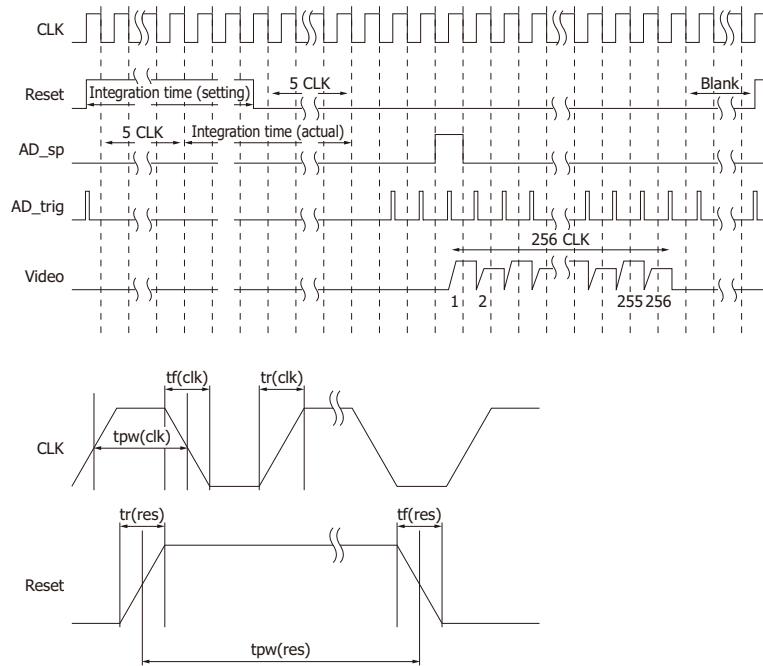 CLK
Reset
Integration time (setting)
5 CLK
Blank
5 CLK
Integration time (actual)
AD_sp
AD_trig
256 CLK
Video
1
2
255
256
tf(clk)
tr(clk)
tpw(clk)
CLK
tr(res)
tf(res)
Reset
tpw(res)